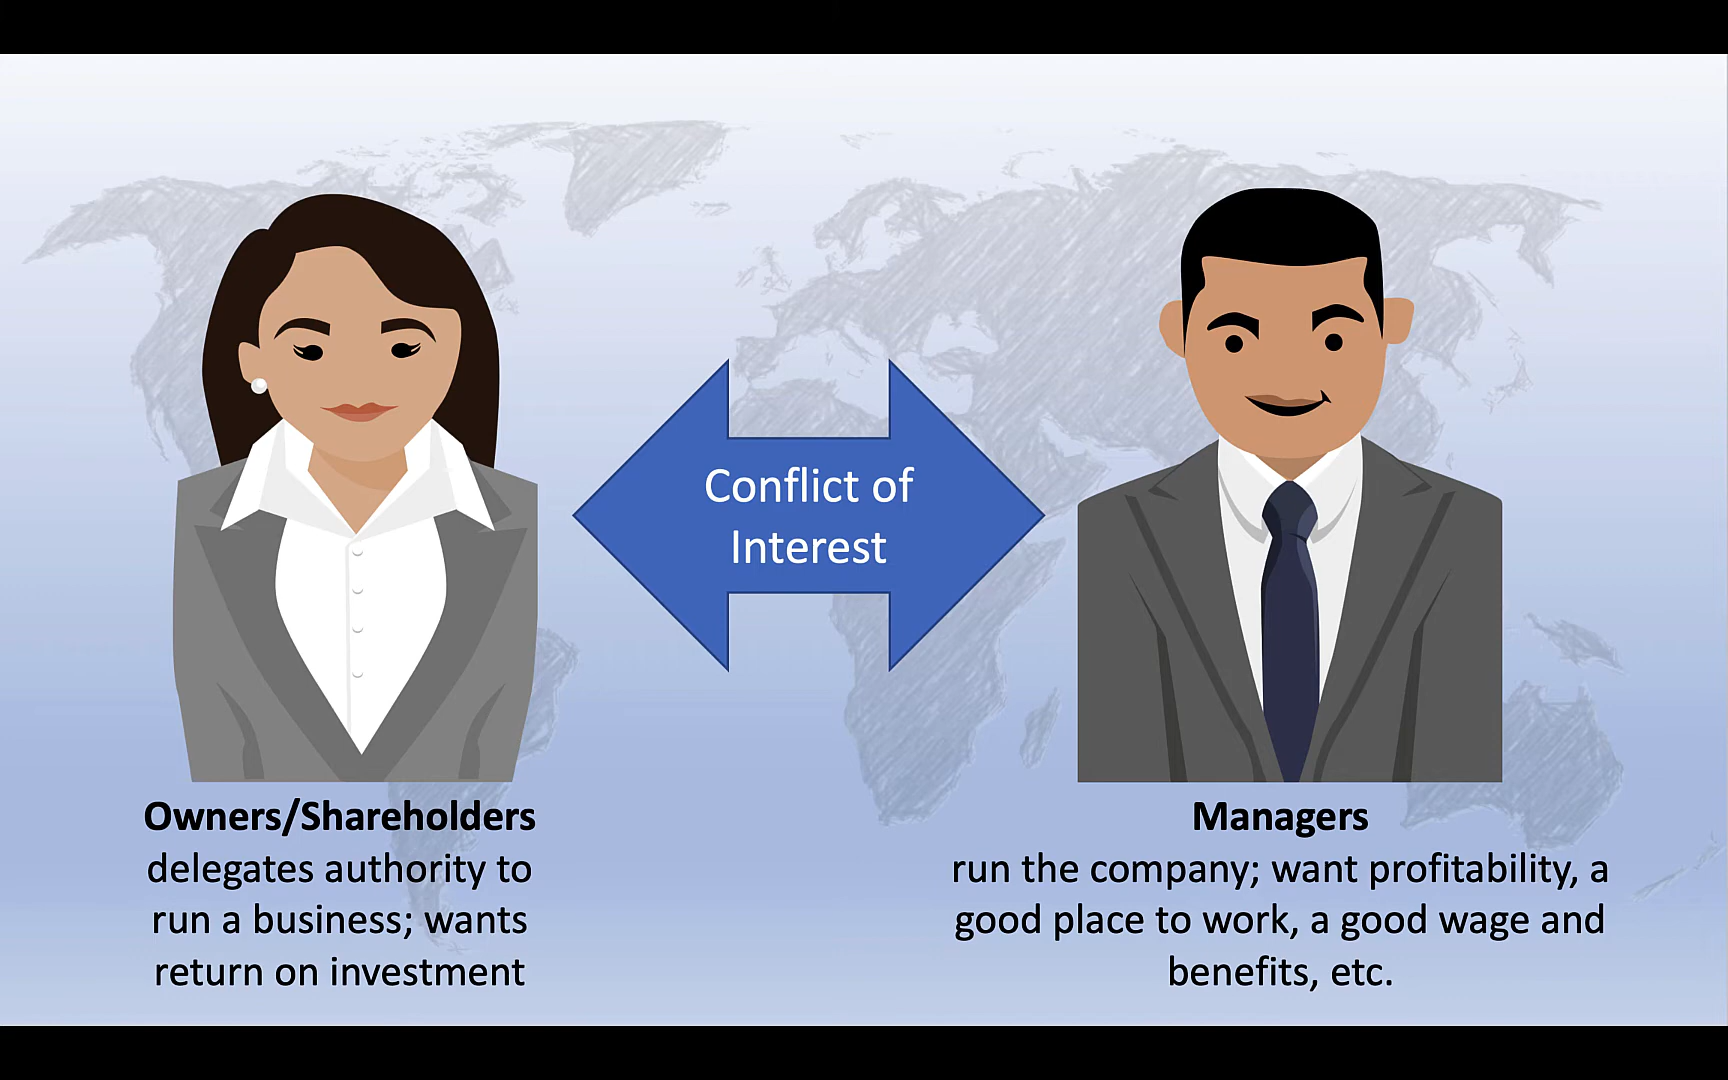 Conflict of
Interest
Owners/Shareholders
delegates authority to
run a business; wants
return on investment
Managers
run the company; want profitability, a
good place to work, a good wage and
benefits, etc.